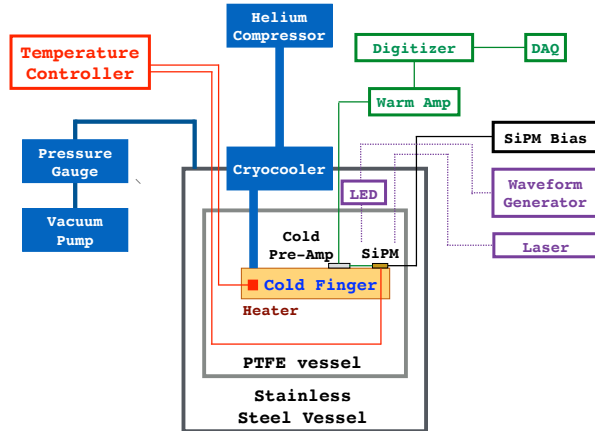 Helium
Compressor
Temperature
Controller
Digitizer
DAQ
Warm Amp
SiPM Bias
Pressure
Gauge
Cryocooler
LED
Waveform
Generator
Vacuum
Pump
Cold
Pre-Amp
SiPM
Laser
Cold Finger
Heater
PTFE vessel
Stainless
Steel Vessel